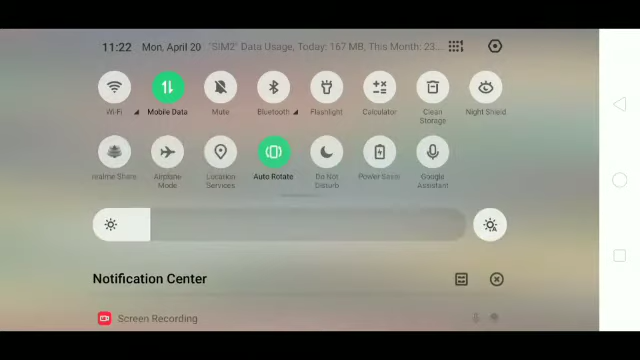 11:22 Mon, April 20 "SIM2" Data Usage, Today: 167 MB, This Month: 23...
Wi-Fi Mobile Data Mute Bluetooth Flashlight Calculator Clean Storage Night Shield
realme Share Airplane Mode Location Services Auto Rotate Do Not Disturb Power Saver Google Assistant
Notification Center
Screen Recording